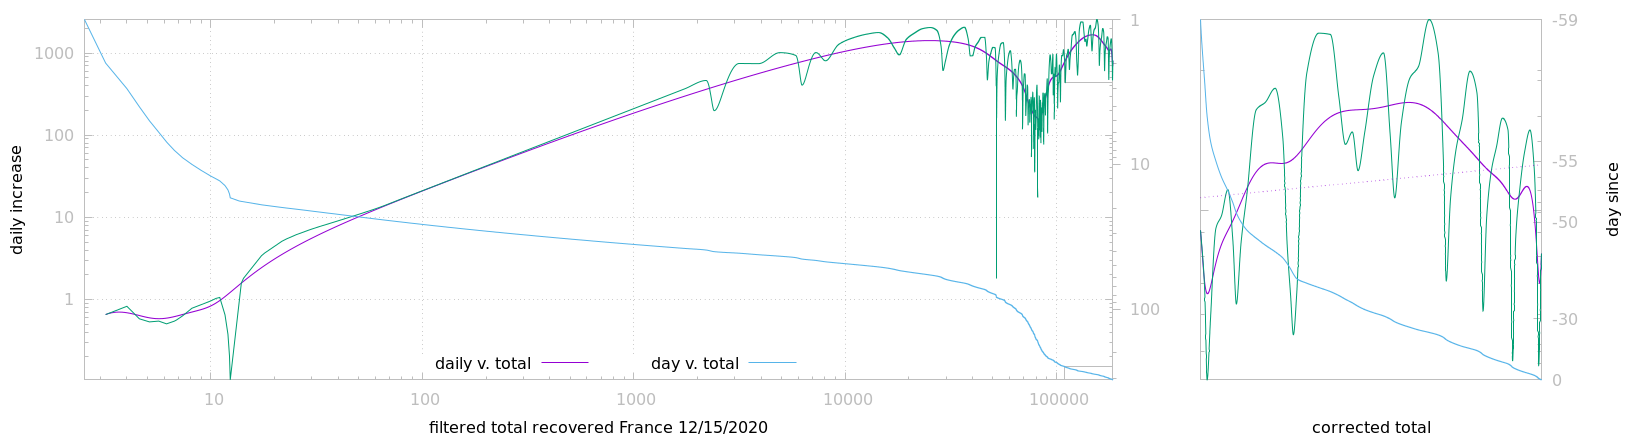 daily increase
1000
100
10
1
1
10
100
daily v. total
day v. total
10
100
1000
10000
100000
filtered total recovered France 12/15/2020
-59
-55
-50
-30
0
day since
corrected total